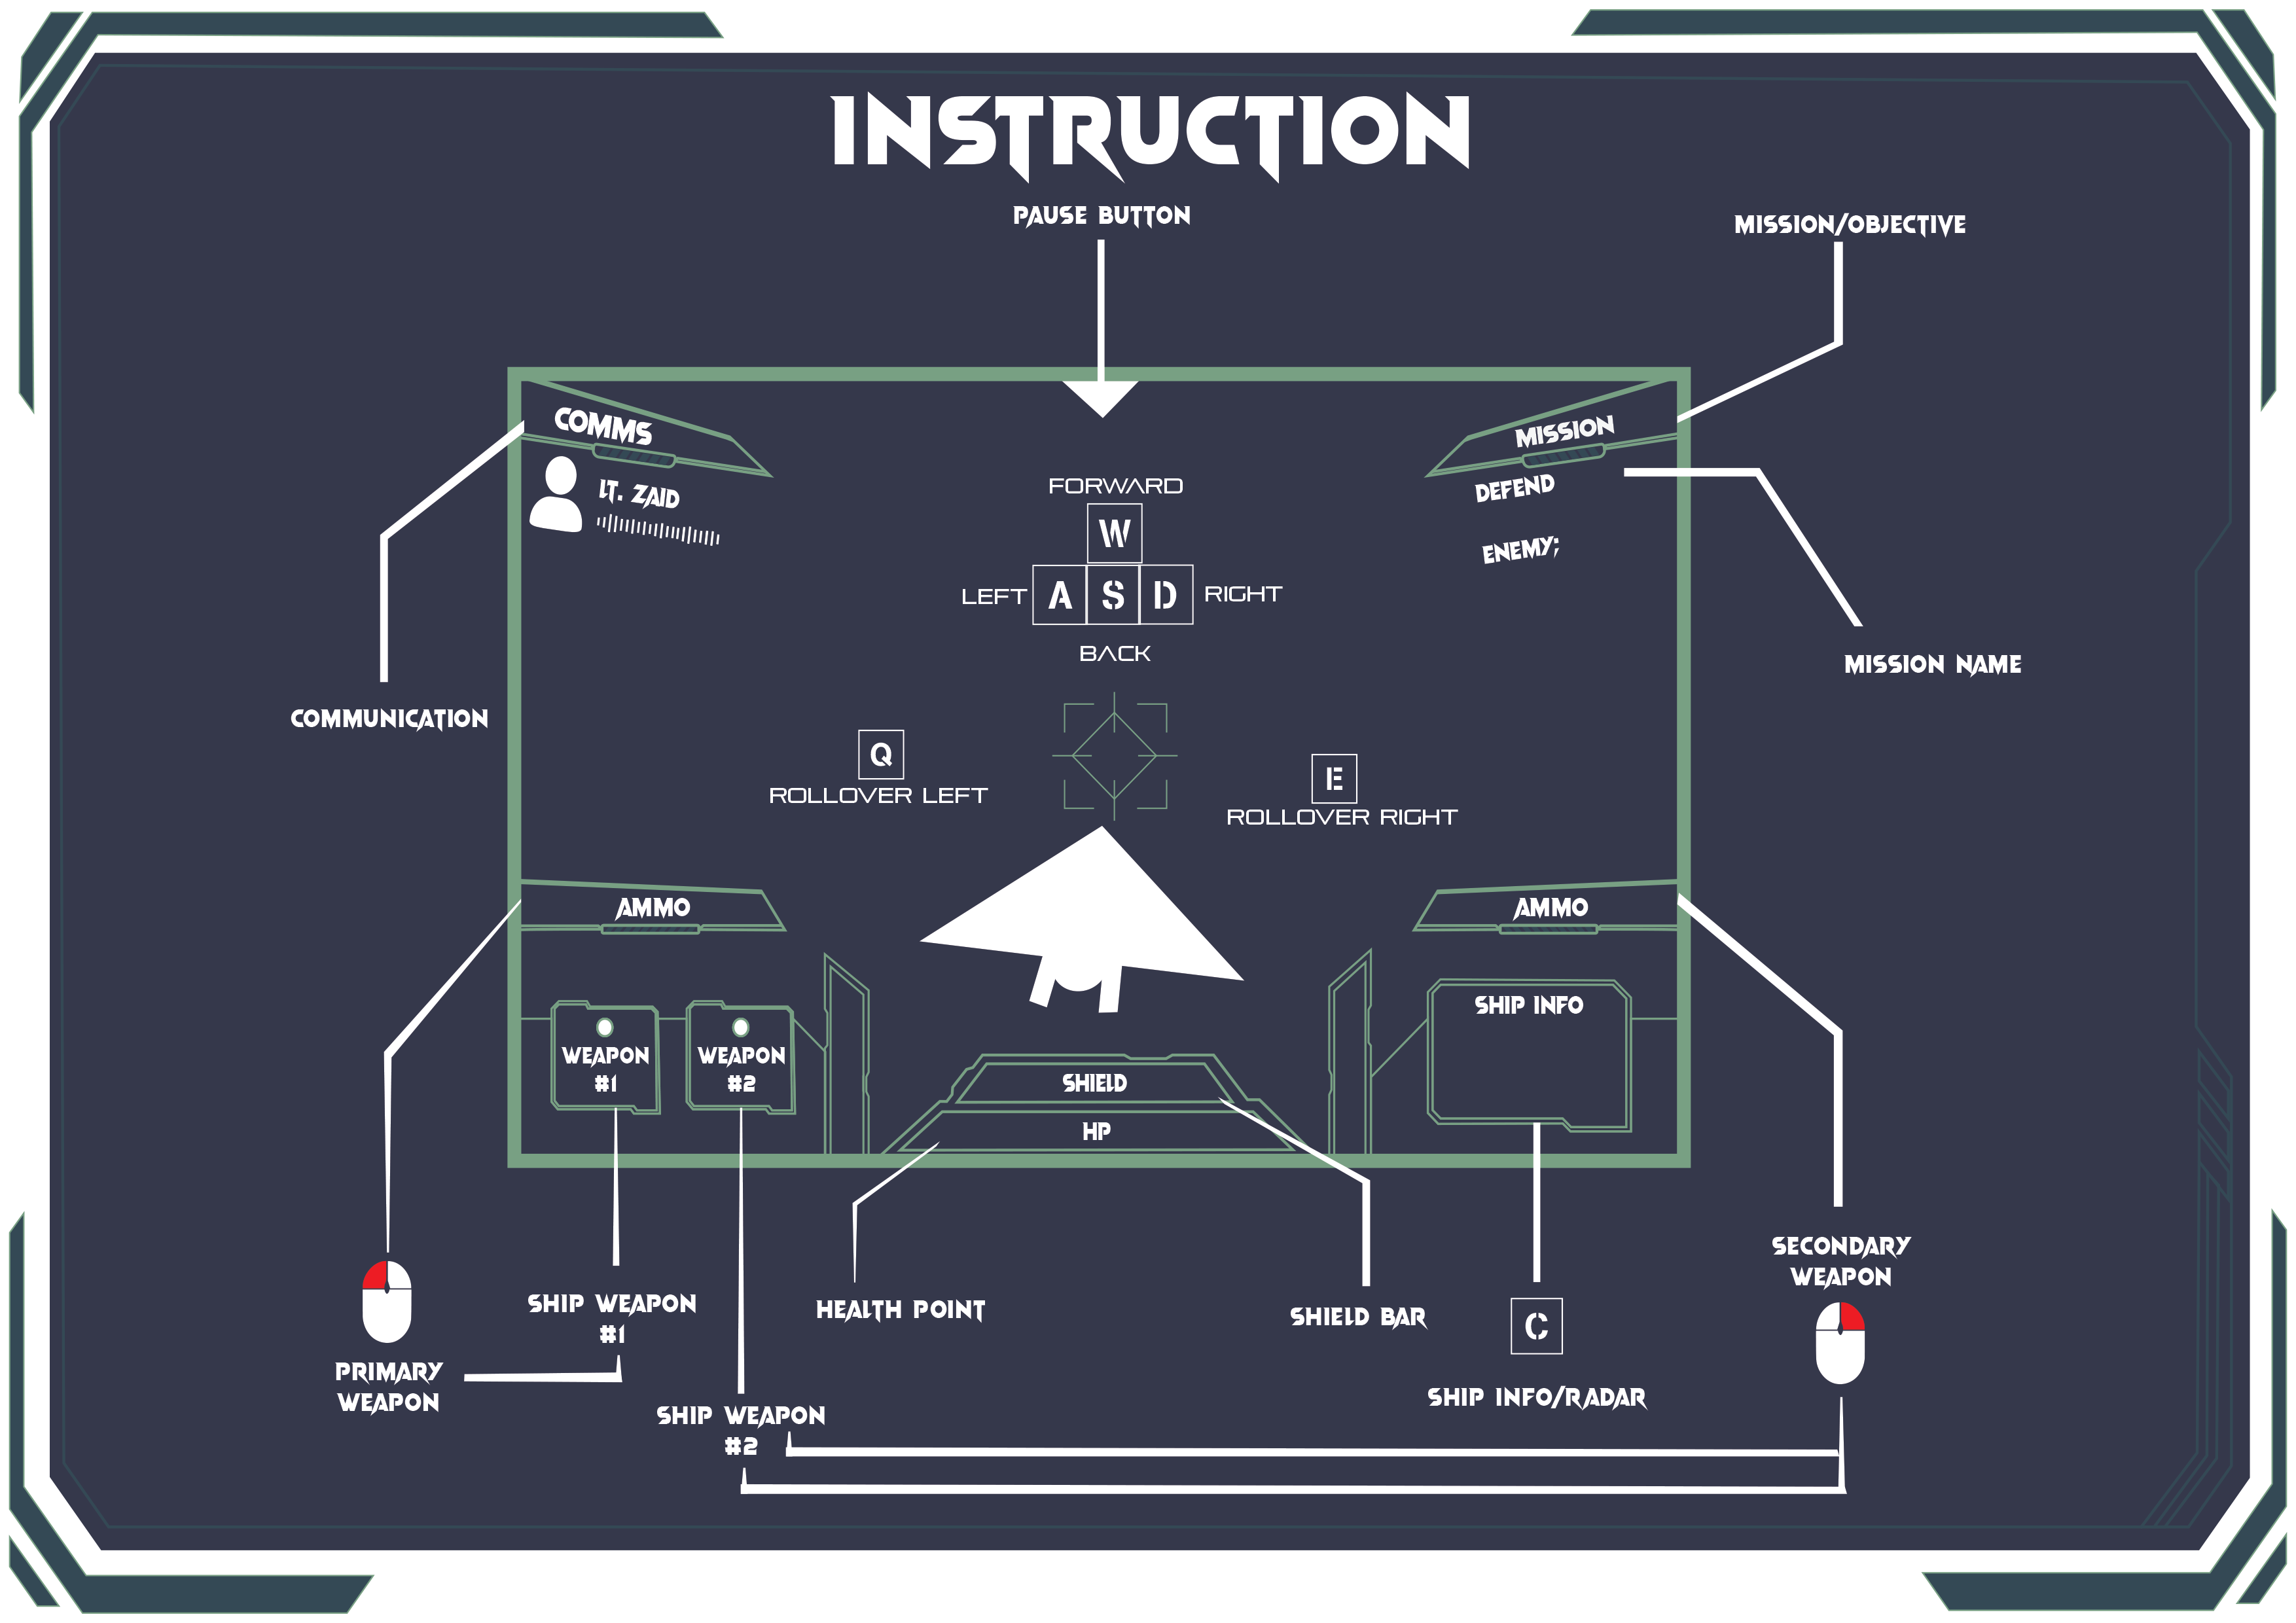 INSTRUCTION
PAUSE BUTTON
MISSION/OBJECTIVE
COMMS
MISSION
LT. ZAID
DEFEND
ENEMY;
FORWARD
W
LEFT
A S D
RIGHT
BACK
MISSION NAME
COMMUNICATION
Q
ROLLOVER LEFT
E
ROLLOVER RIGHT
AMMO
AMMO
SHIP INFO
WEAPON
#1
WEAPON
#2
SHIELD
HP
SECONDARY
WEAPON
SHIP WEAPON
#1
HEALTH POINT
SHIELD BAR
C
PRIMARY
WEAPON
SHIP INFO/RADAR
SHIP WEAPON
#2